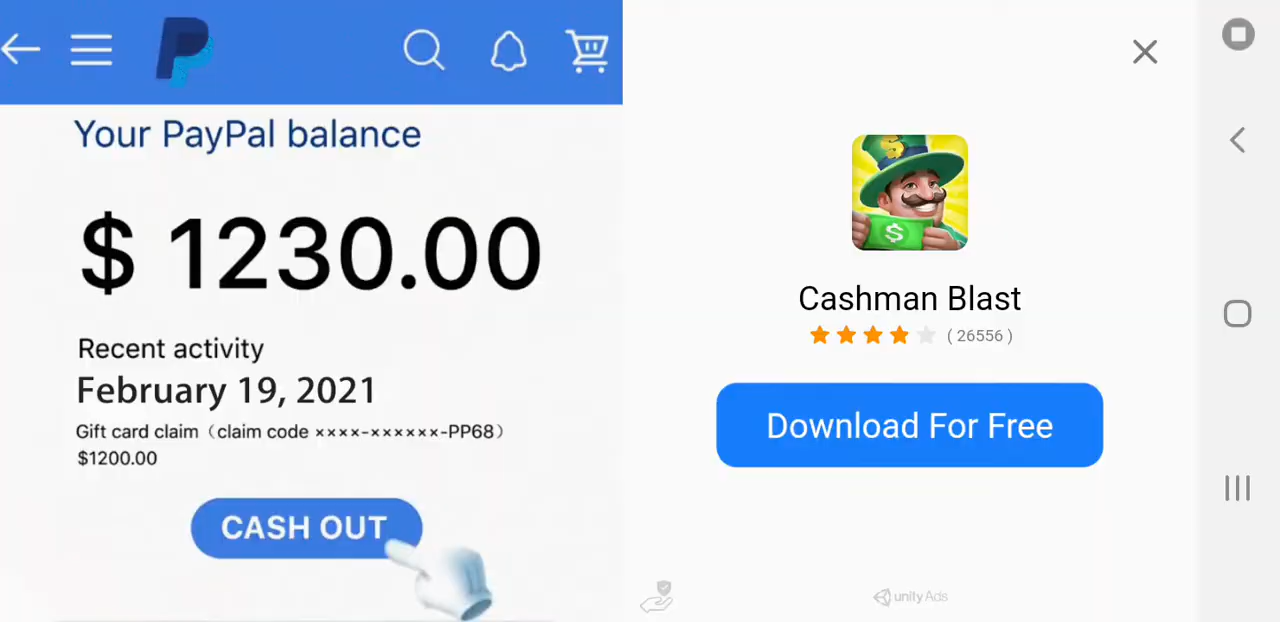 Your PayPal balance
$ 1230.00
Recent activity
February 19, 2021
Gift card claim（claim code ××××-××××××-PP68）
$1200.00
CASH OUT
Cashman Blast
( 26556 )
Download For Free
unity Ads